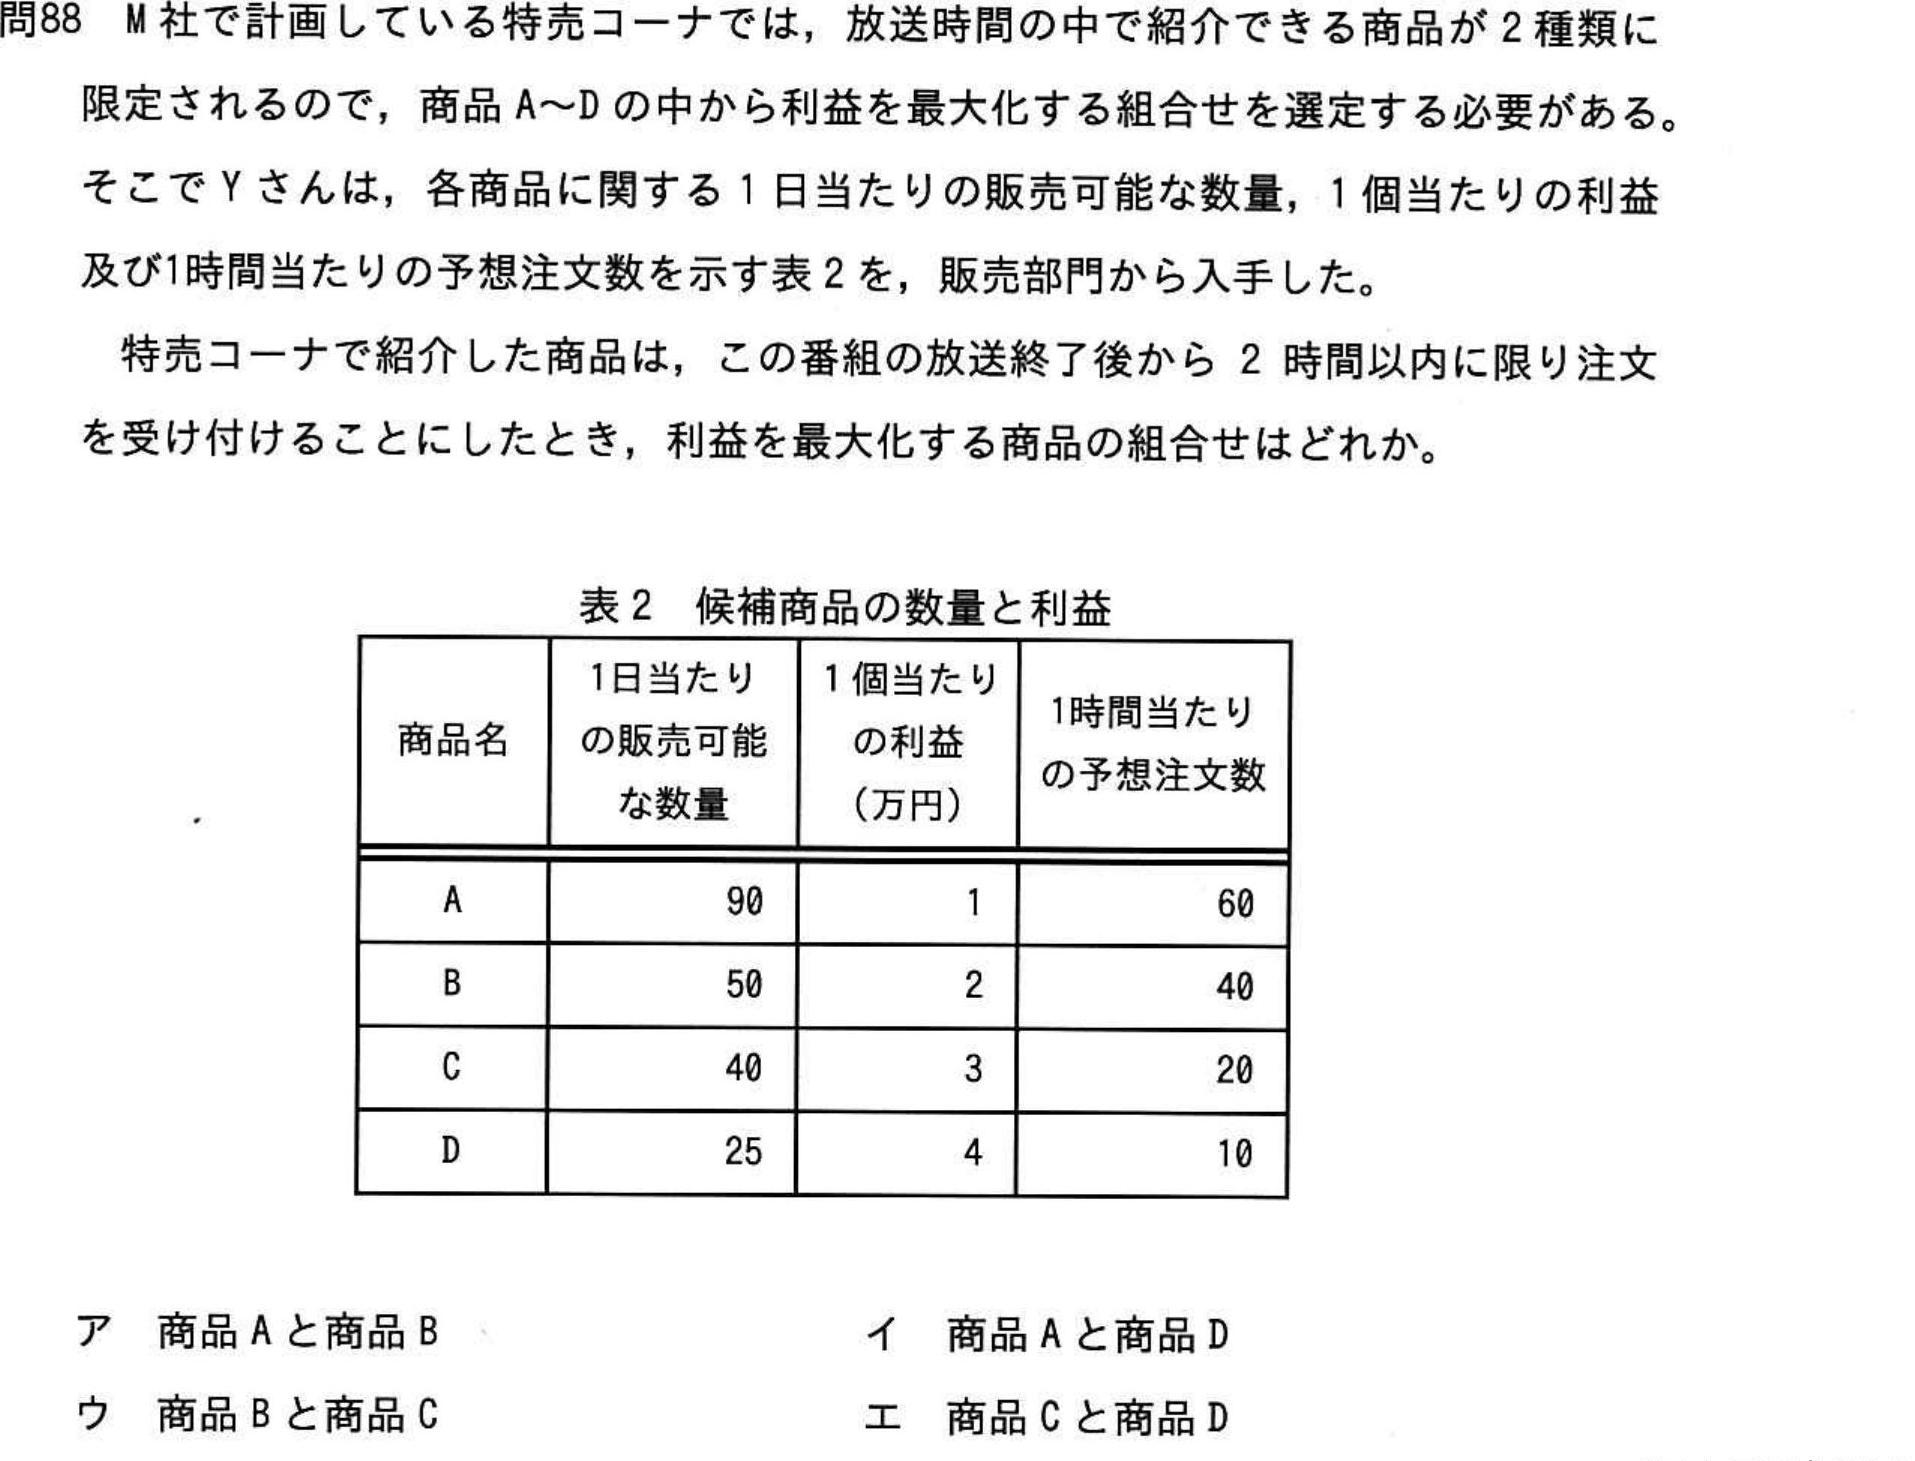 問88 M社で計画している特売コーナでは，放送時間の中で紹介できる商品が2種類に
限定されるので，商品A～Dの中から利益を最大化する組合せを選定する必要がある。
そこでYさんは，各商品に関する1日当たりの販売可能な数量，1個当たりの利益
及び1時間当たりの予想注文数を示す表2を，販売部門から入手した。
特売コーナで紹介した商品は，この番組の放送終了後から2時間以内に限り注文
を受け付けることにしたとき，利益を最大化する商品の組合せはどれか。
表2 候補商品の数量と利益
商品名 1日当たりの販売可能な数量 1個当たりの利益（万円） 1時間当たりの予想注文数
A 90 1 60
B 50 2 40
C 40 3 20
D 25 4 10
ア 商品Aと商品B イ 商品Aと商品D
ウ 商品Bと商品C エ 商品Cと商品D